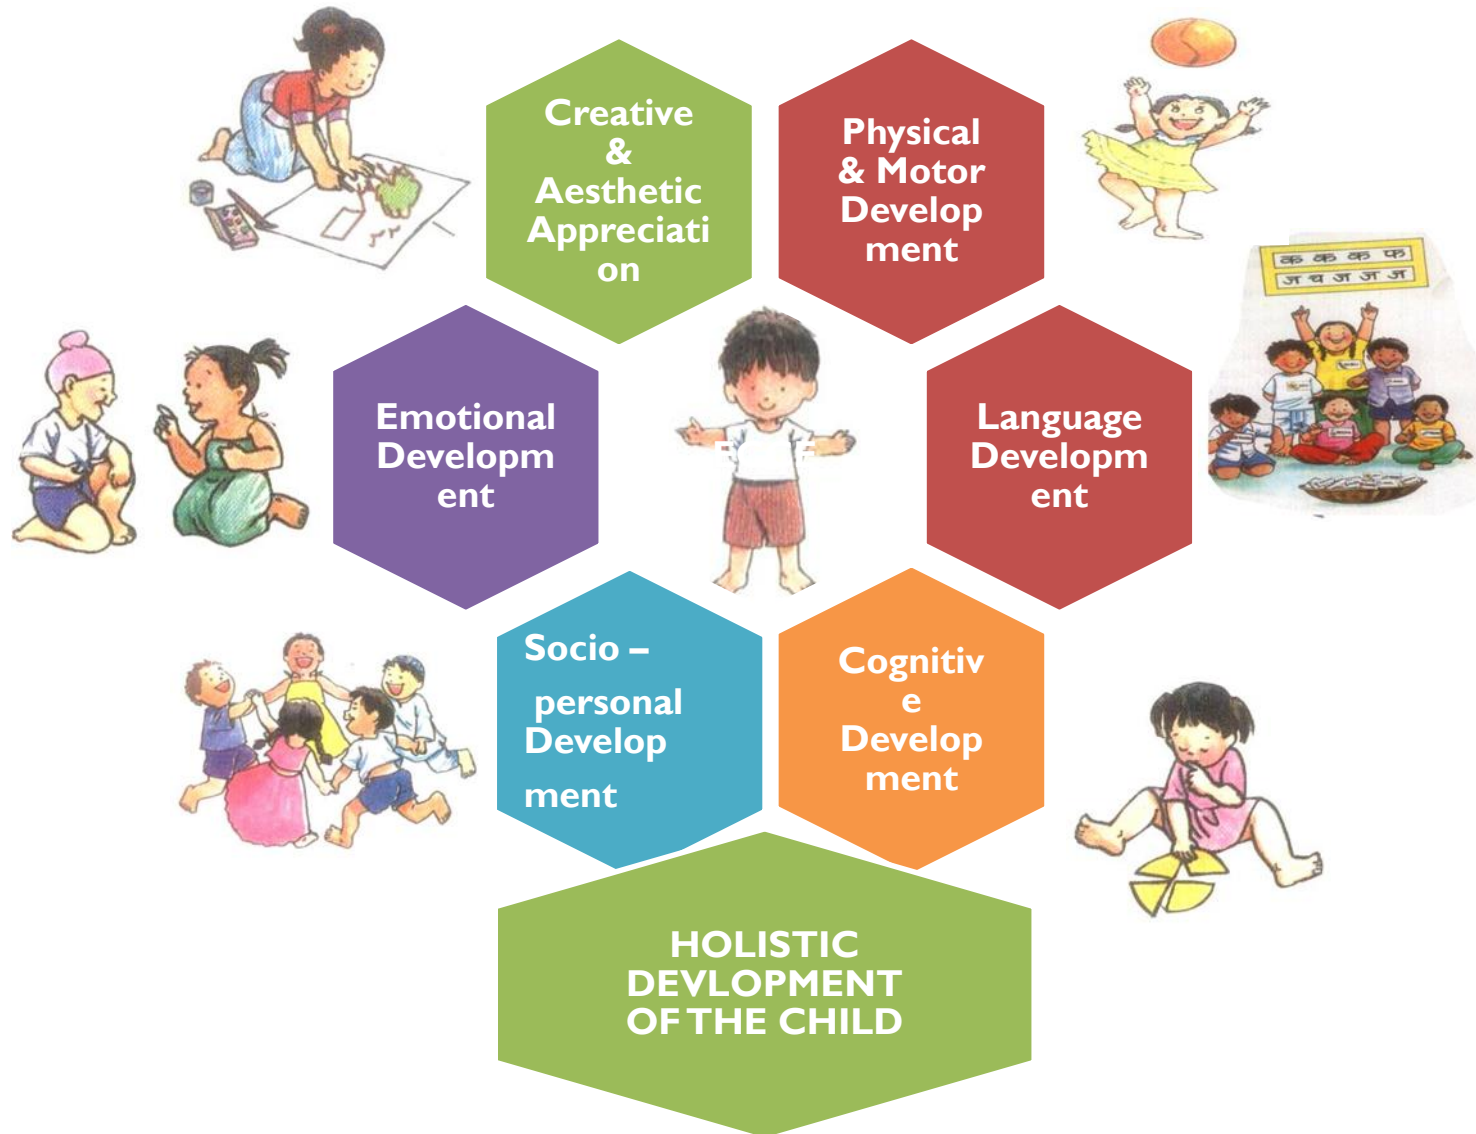 Creative
&
Aesthetic
Appreciati
on
Physical
& Motor
Develop
ment
क क क फ
ज च ज ज ज
Emotional
Developm
ent
Language
Developm
ent
Socio –
personal
Develop
ment
Cognitiv
e
Develop
ment
HOLISTIC
DEVLOPMENT
OF THE CHILD